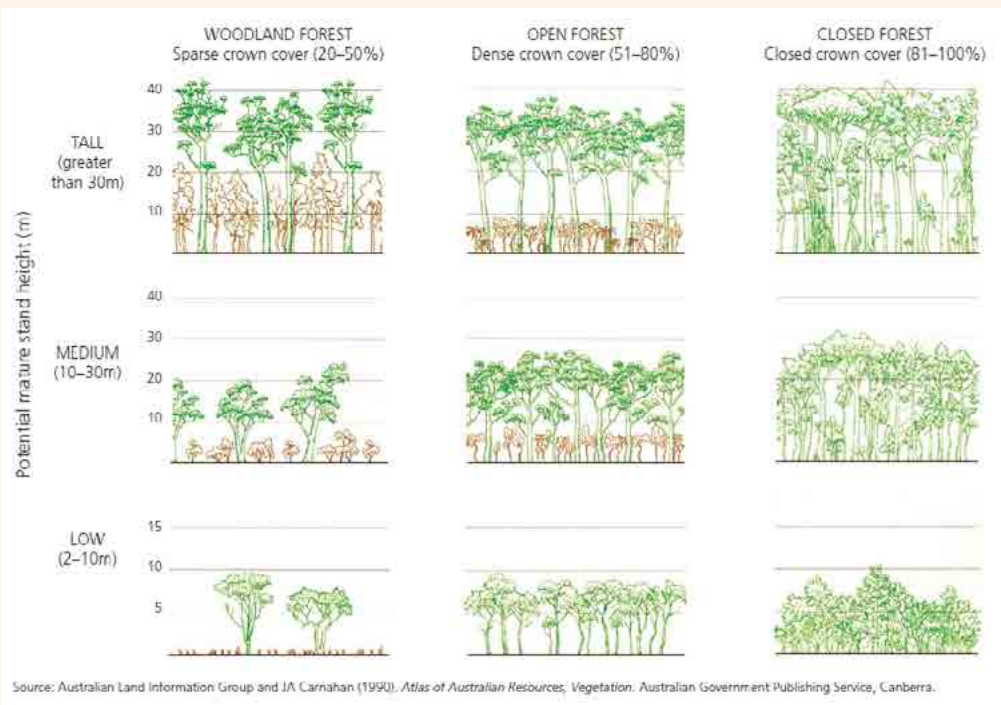 WOODLAND FOREST
Sparse crown cover (20–50%)
OPEN FOREST
Dense crown cover (51–80%)
CLOSED FOREST
Closed crown cover (81–100%)
Potential mature stand height (m)
TALL
(greater
than 30m)
40
30
20
10
MEDIUM
(10–30m)
40
30
20
10
LOW
(2–10m)
15
10
5
Source: Australian Land Information Group and JA Carnahan (1990). Atlas of Australian Resources, Vegetation. Australian Government Publishing Service, Canberra.